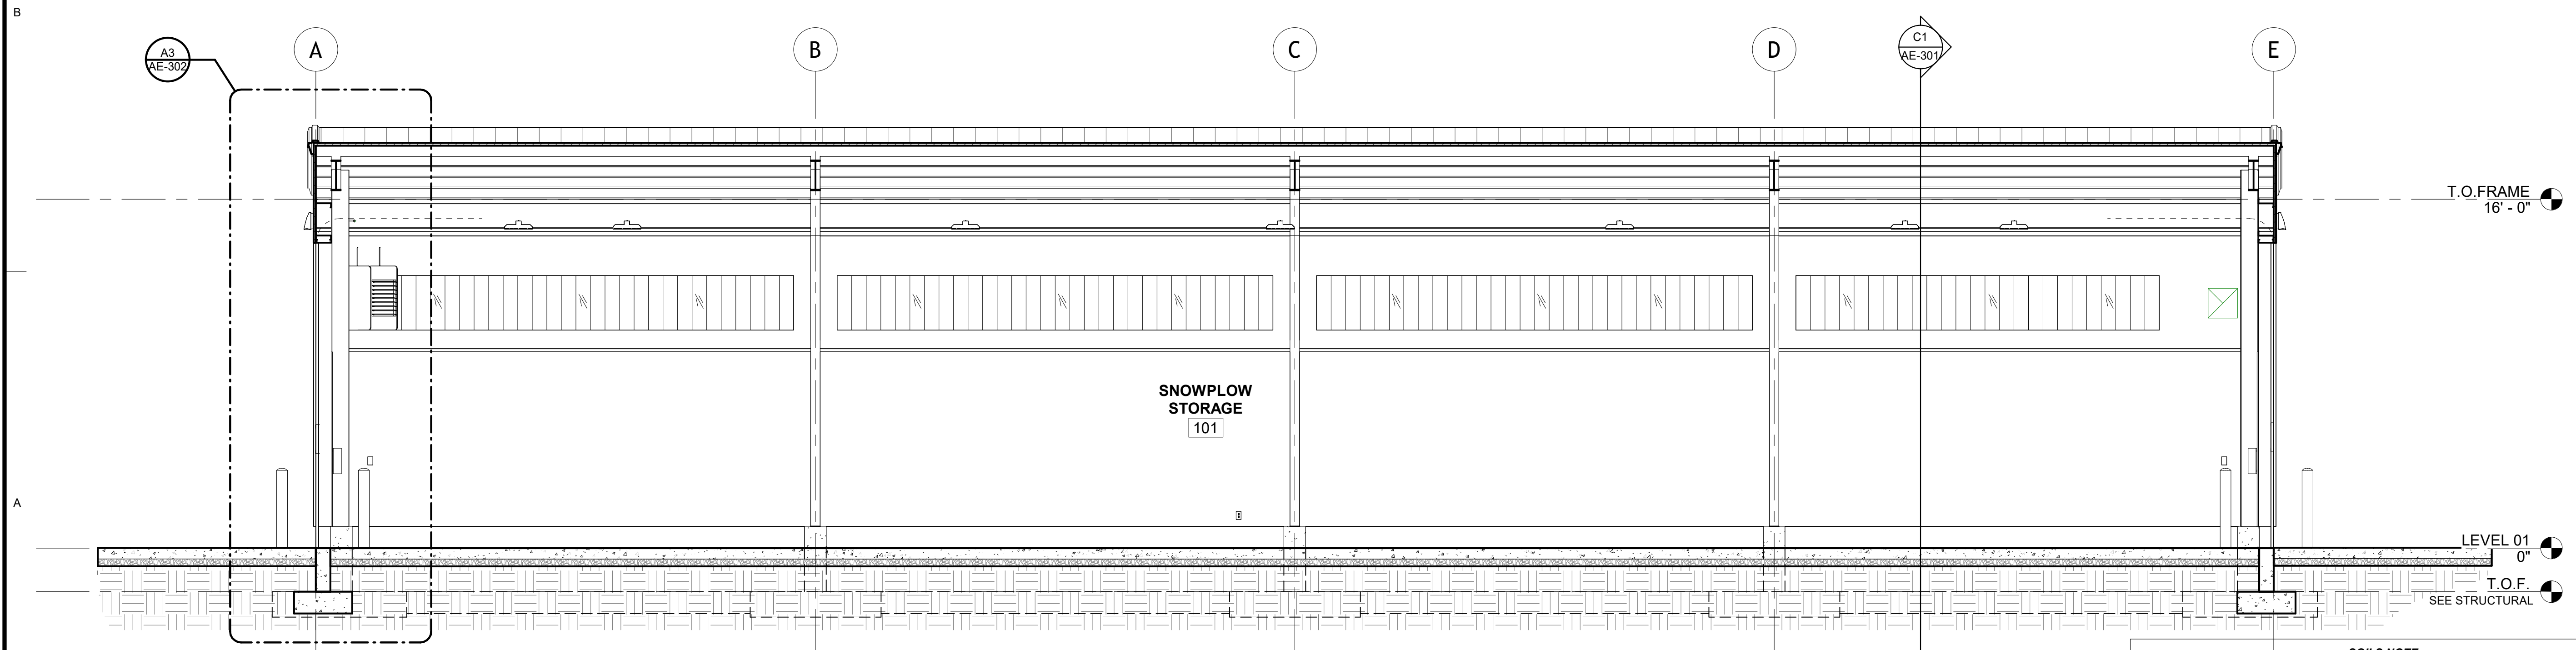 B
A3
AE-302
A
B
C
D
C1
AE-301
E
T.O.FRAME
16' - 0"
SNOWPLOW
STORAGE
101
A
LEVEL 01
0"
T.O.F.
SEE STRUCTURAL